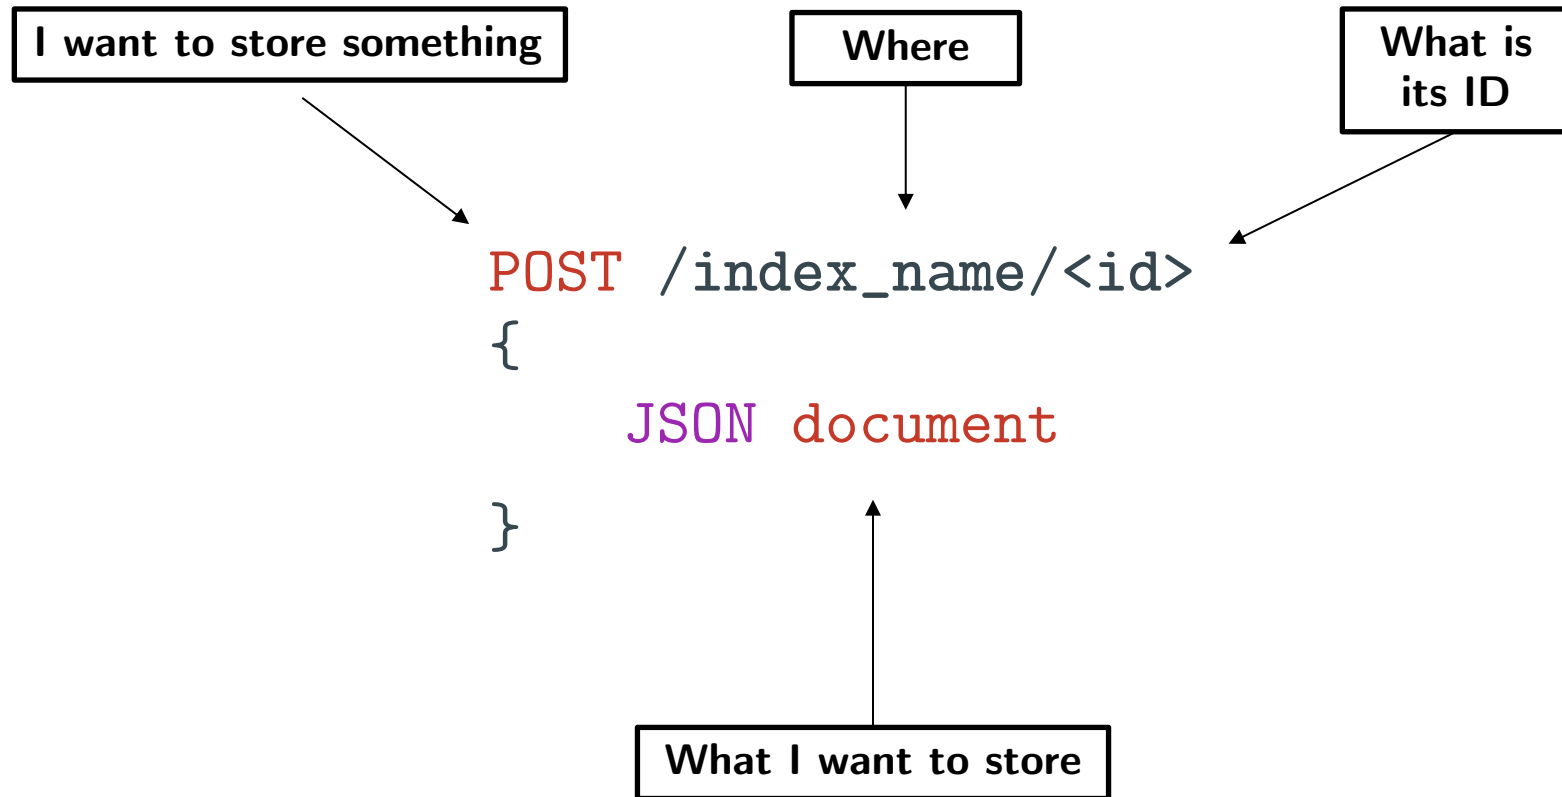 I want to store something
Where
What is
its ID
POST /index_name/<id>
{
JSON document
}
What I want to store